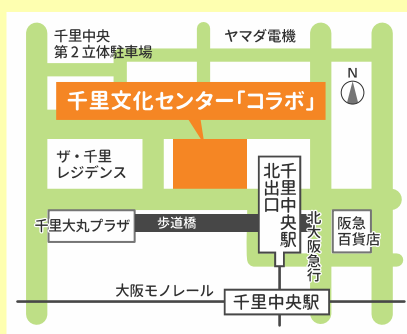 千里中央
第2立体駐車場
ヤマダ電機
N
千里文化センター「コラボ」
ザ・千里
レジデンス
千里中央駅
北出口
千里大丸プラザ
歩道橋
北大阪急行
阪急
百貨店
大阪モノレール
千里中央駅